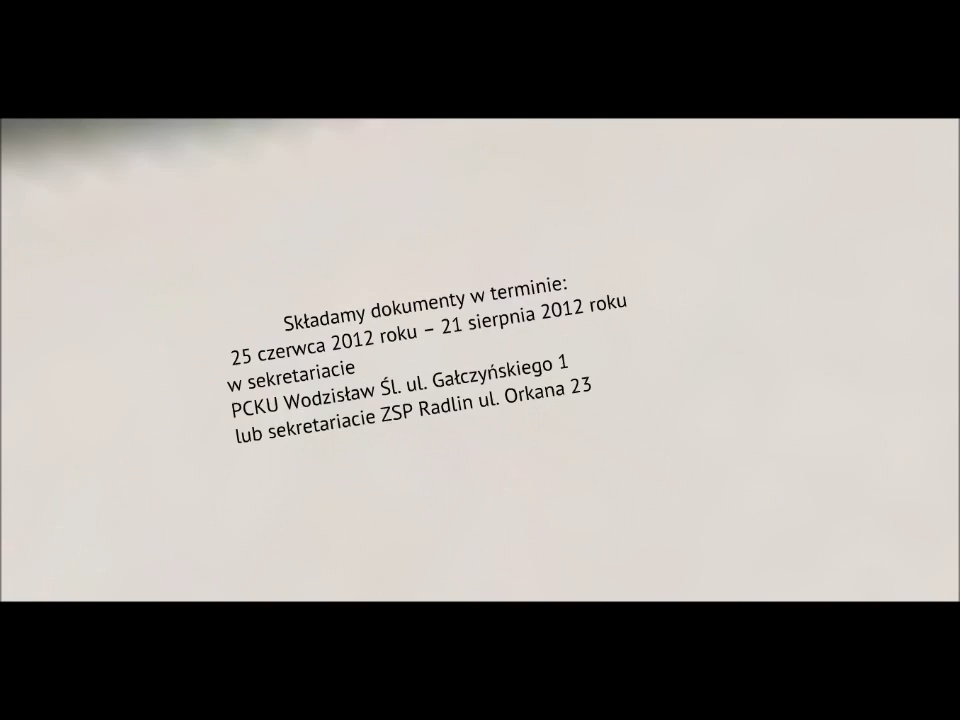 Składamy dokumenty w terminie:
25 czerwca 2012 roku – 21 sierpnia 2012 roku
w sekretariacie
PCKU Wodzisław Śl. ul. Gałczyńskiego 1
lub sekretariacie ZSP Radlin ul. Orkana 23